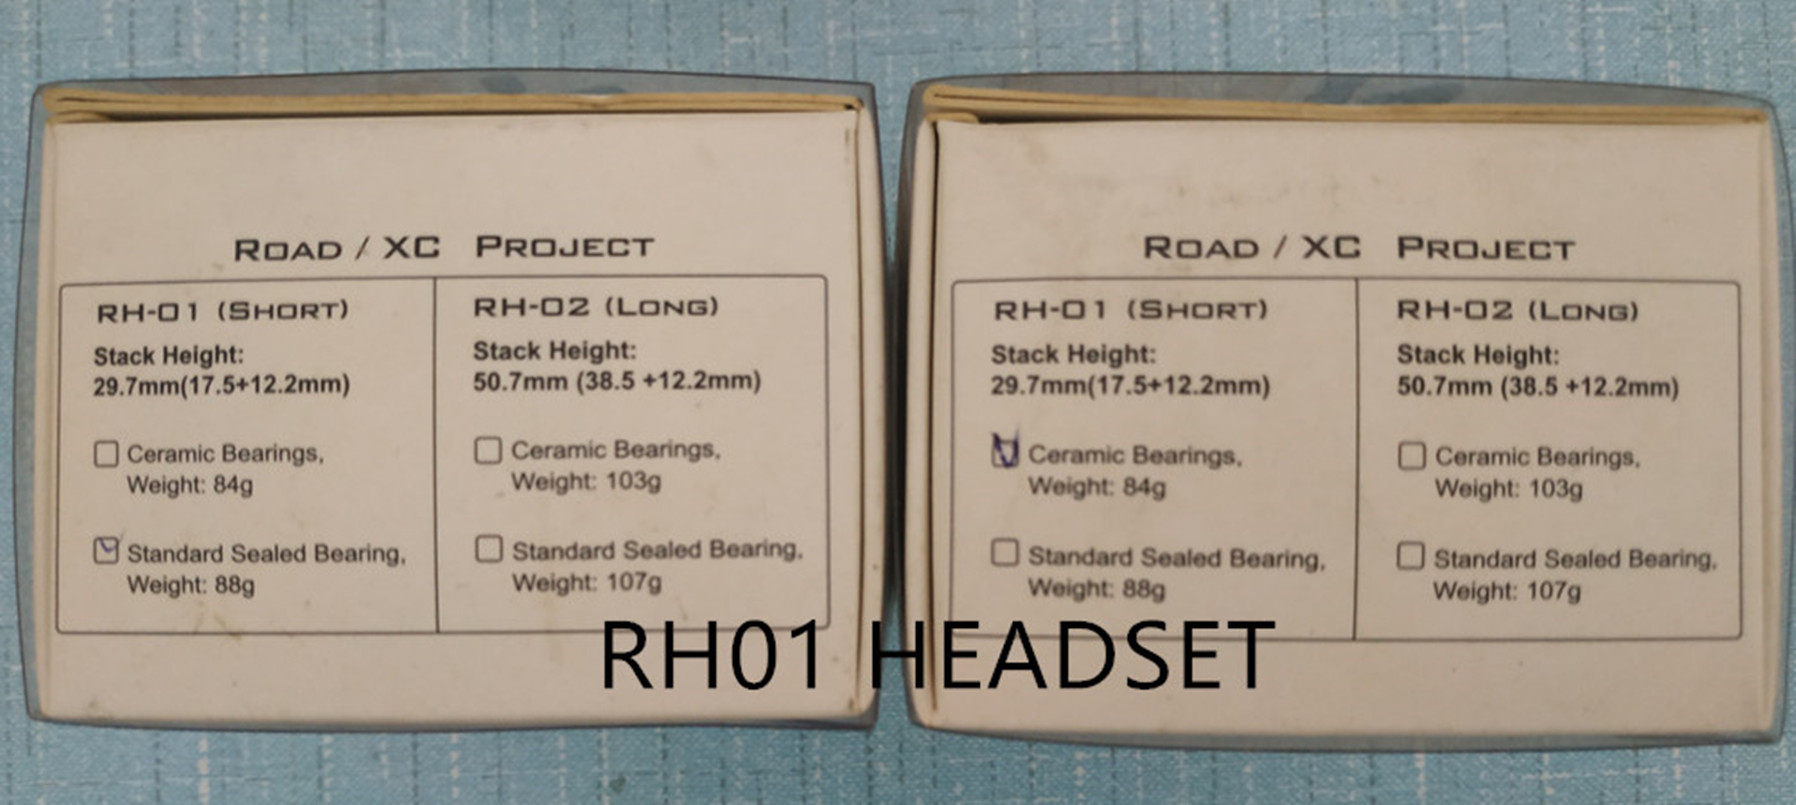 ROAD / XC PROJECT
RH-01 (SHORT)
Stack Height:
29.7mm(17.5+12.2mm)
Ceramic Bearings,
Weight: 84g
Standard Sealed Bearing,
Weight: 88g
RH-02 (LONG)
Stack Height:
50.7mm (38.5 +12.2mm)
Ceramic Bearings,
Weight: 103g
Standard Sealed Bearing,
Weight: 107g
ROAD / XC PROJECT
RH-01 (SHORT)
Stack Height:
29.7mm(17.5+12.2mm)
Ceramic Bearings,
Weight: 84g
Standard Sealed Bearing,
Weight: 88g
RH-02 (LONG)
Stack Height:
50.7mm (38.5 +12.2mm)
Ceramic Bearings,
Weight: 103g
Standard Sealed Bearing,
Weight: 107g
RH01 HEADSET